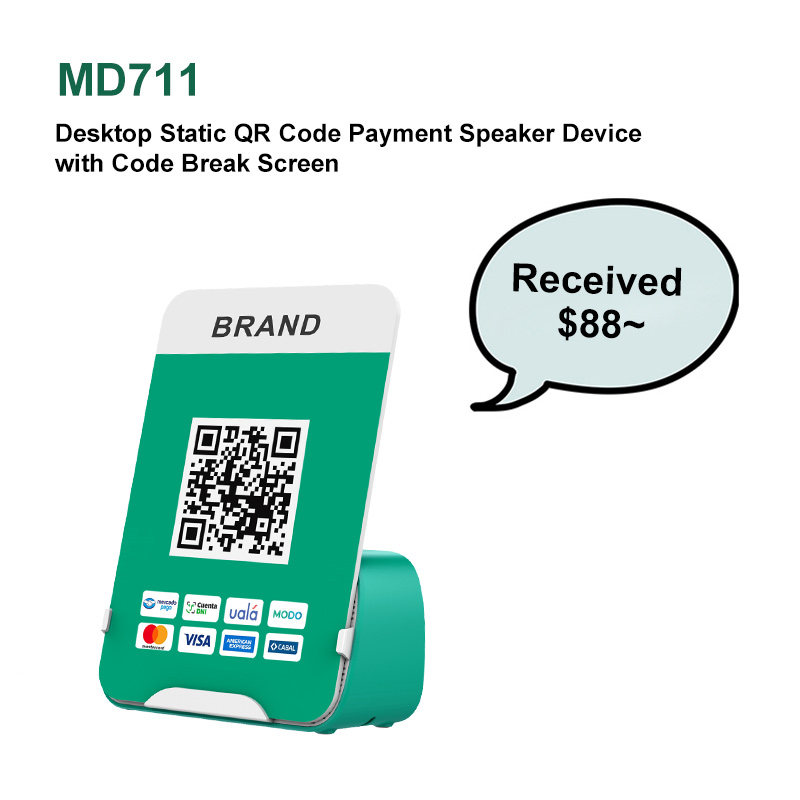 MD711
Desktop Static QR Code Payment Speaker Device
with Code Break Screen
Received
$88~
BRAND
mercado
pago
Cuenta
DNI
ualá
MODO
mastercard
VISA
AMERICAN
EXPRESS
CABAL